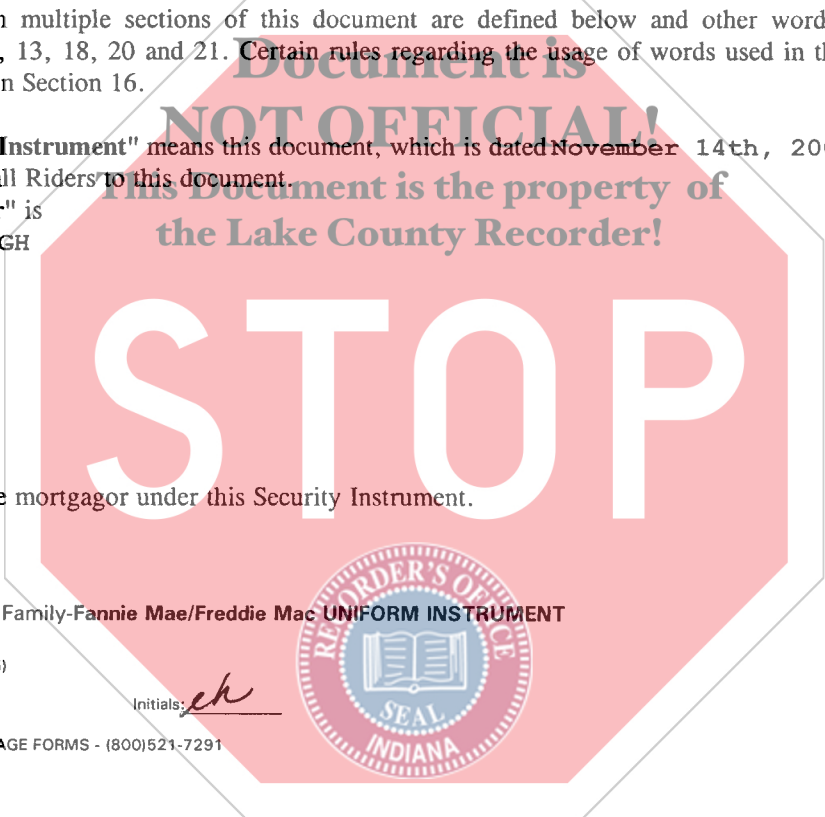 multiple sections of this document are defined below and other word
, 13, 18, 20 and 21. Certain rules regarding the usage of words used in
n Section 16.
Document is
NOT OFFICIAL!
Instrument" means this document, which is dated November 14th, 20
ll Riders to this document.
This Document is the property of
the Lake County Recorder!
" is
GH
STOP
e mortgagor under this Security Instrument.
Family-Fannie Mae/Freddie Mac UNIFORM INSTRUMENT
RECORDER'S OFFICE
SEAL
INDIANA
Initials: eh
AGE FORMS - (800)521-7291